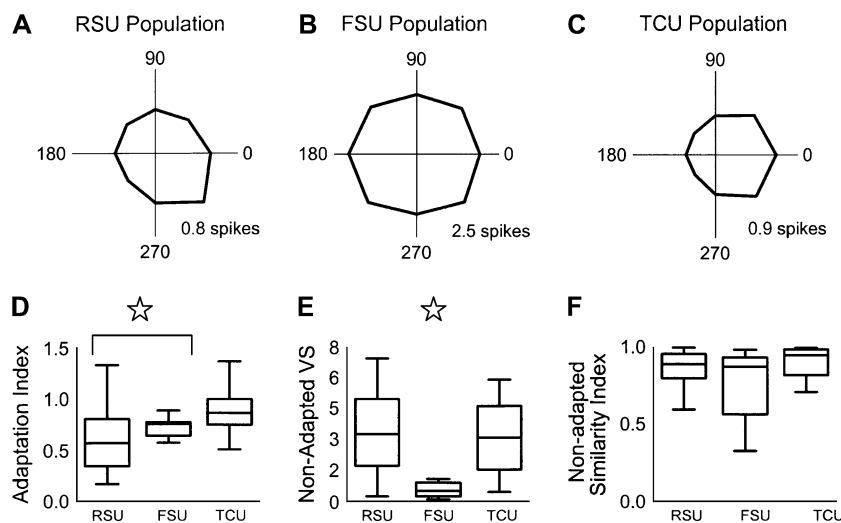 A RSU Population
B FSU Population
C TCU Population
90
180
0
270
0.8 spikes
90
180
0
270
2.5 spikes
90
180
0
270
0.9 spikes
D
Adaptation Index
1.5
1.0
0.5
0.0
RSU FSU TCU
E
Non-Adapted VS
8
6
5
3
2
0
RSU FSU TCU
F
Non-adapted
Similarity Index
1.0
0.5
0.0
RSU FSU TCU